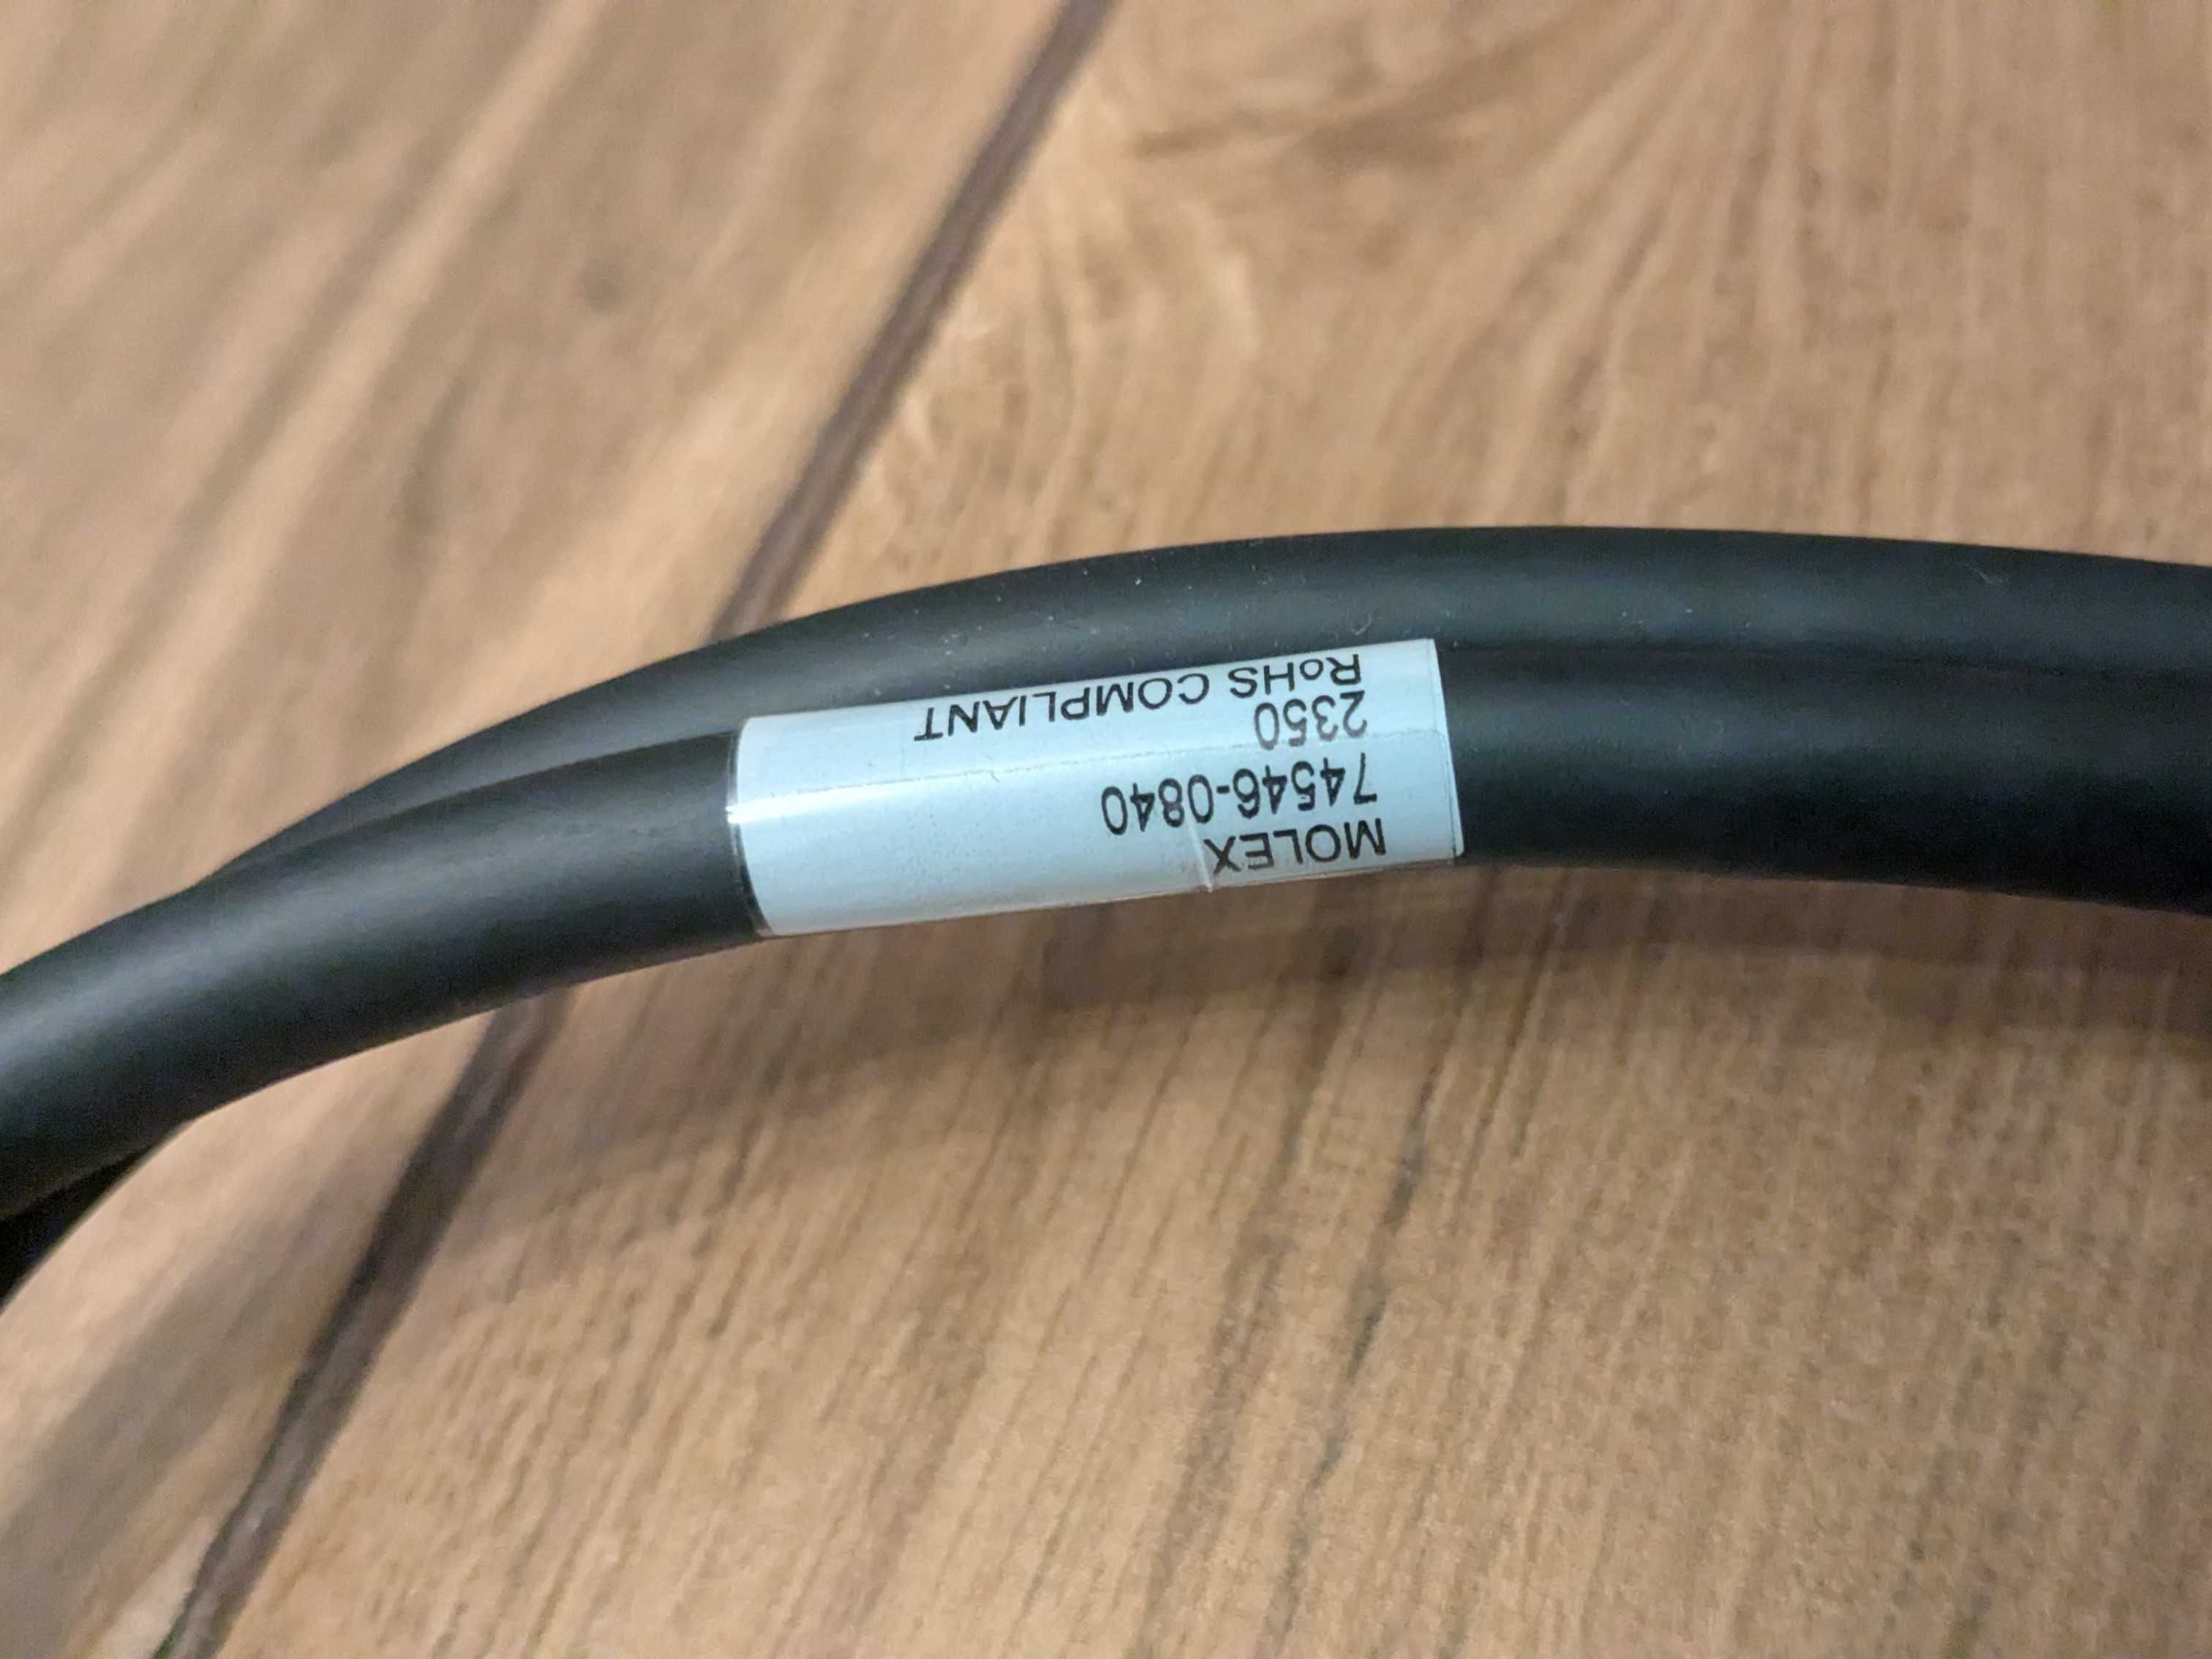 MOLEX
74546-0840
2350
RoHS COMPLIANT